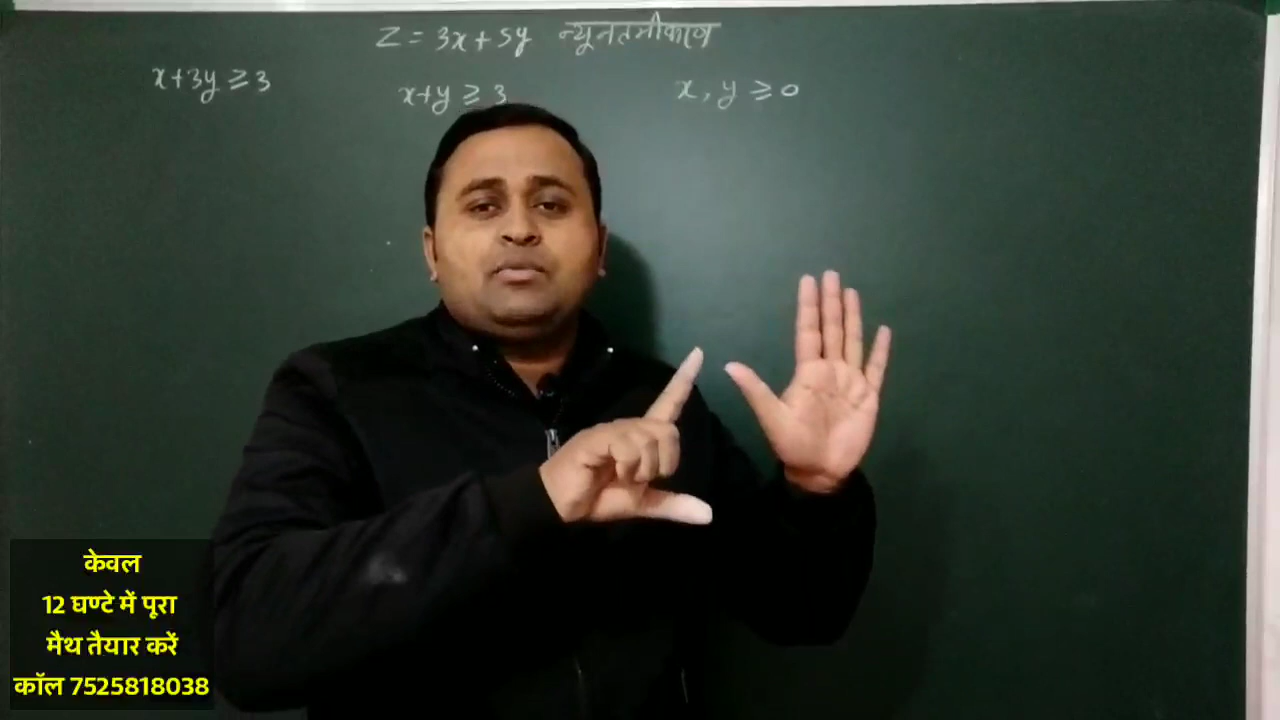 Z = 3x + 5y न्यूनतमीकरण
x+3y ≥ 3
x+y ≥ 3
x, y ≥ 0
केवल
12 घण्टे में पूरा
मैथ तैयार करें
कॉल 7525818038